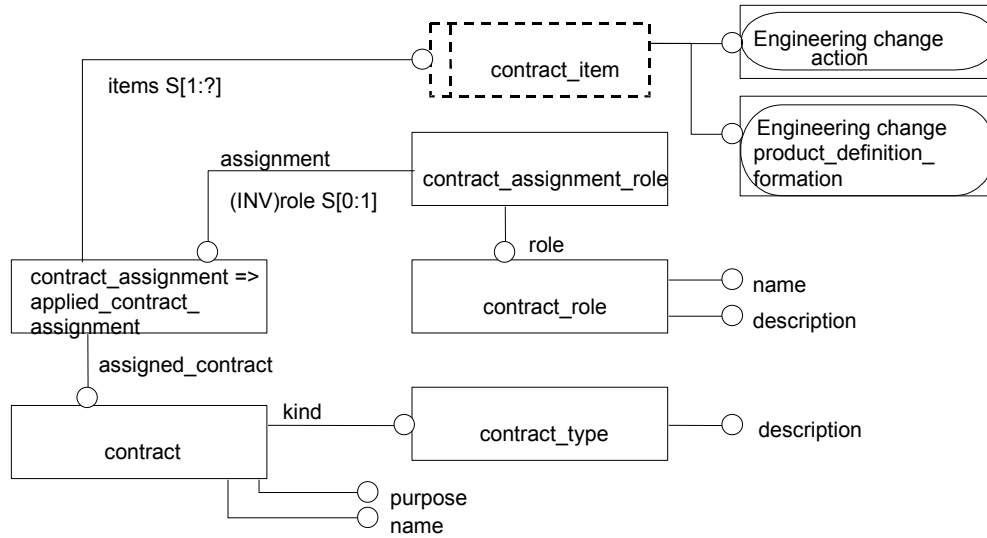 Engineering change
action
contract_item
items S[1:?]
Engineering change
product_definition_
formation
assignment
contract_assignment_role
(INV)role S[0:1]
role
contract_assignment =>
applied_contract_
assignment
name
contract_role
description
assigned_contract
kind
contract_type
description
contract
purpose
name